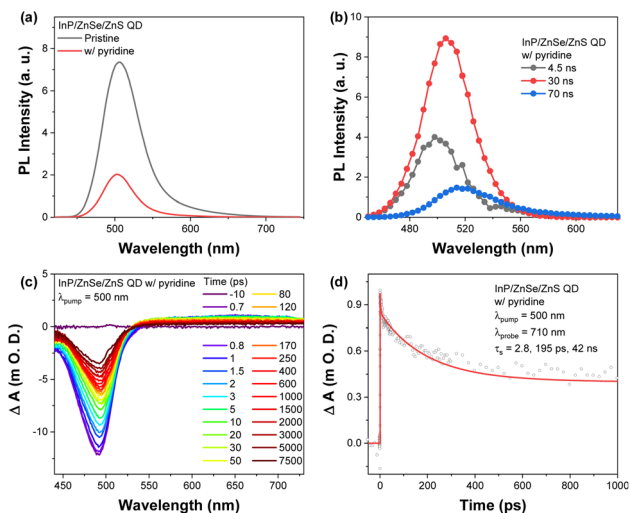 (a)
InP/ZnSe/ZnS QD
Pristine
w/ pyridine
PL Intensity (a. u.)
8
6
4
2
0
500
600
700
Wavelength (nm)
(b)
InP/ZnSe/ZnS QD
w/ pyridine
4.5 ns
30 ns
70 ns
PL Intensity (a. u.)
10
8
6
4
2
0
480
520
560
600
Wavelength (nm)
(c)
InP/ZnSe/ZnS QD w/ pyridine
λpump = 500 nm
Time (ps)
-10 80
0.7 120
0.8 170
1 250
1.5 400
2 600
3 1000
5 1500
10 2000
20 3000
30 5000
50 7500
Δ A (m O. D.)
5
0
-5
-10
450
500
550
600
650
700
Wavelength (nm)
(d)
InP/ZnSe/ZnS QD
w/ pyridine
λpump = 500 nm
λprobe = 710 nm
τs = 2.8, 195 ps, 42 ns
Δ A (m O. D.)
0.9
0.6
0.3
0.0
0
200
400
600
800
1000
Time (ps)